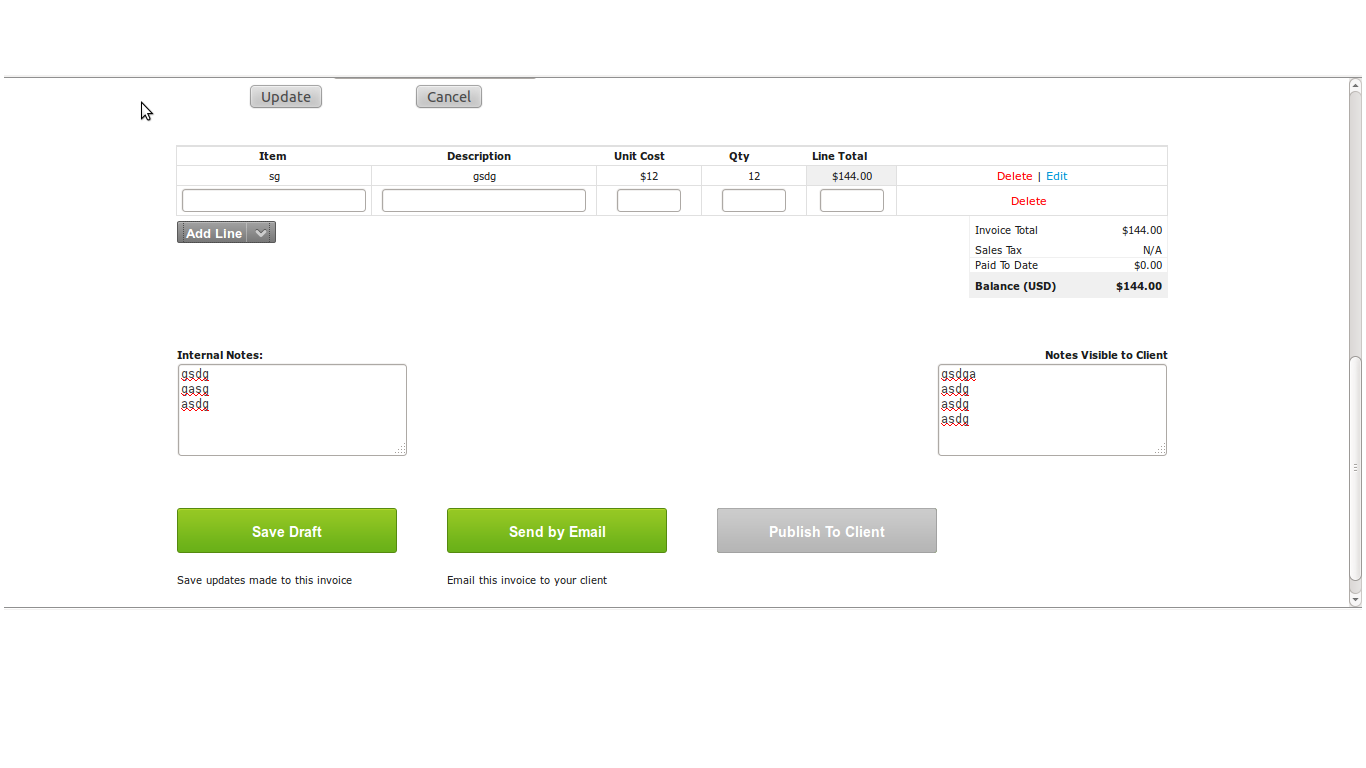 Update Cancel
Item Description Unit Cost Qty Line Total
sg gsdg $12 12 $144.00 Delete | Edit
Delete
Add Line
Invoice Total $144.00
Sales Tax N/A
Paid To Date $0.00
Balance (USD) $144.00
Internal Notes:
gsdg
gasg
asdg
Notes Visible to Client
gsdga
asdg
asdg
asdg
Save Draft Send by Email Publish To Client
Save updates made to this invoice Email this invoice to your client